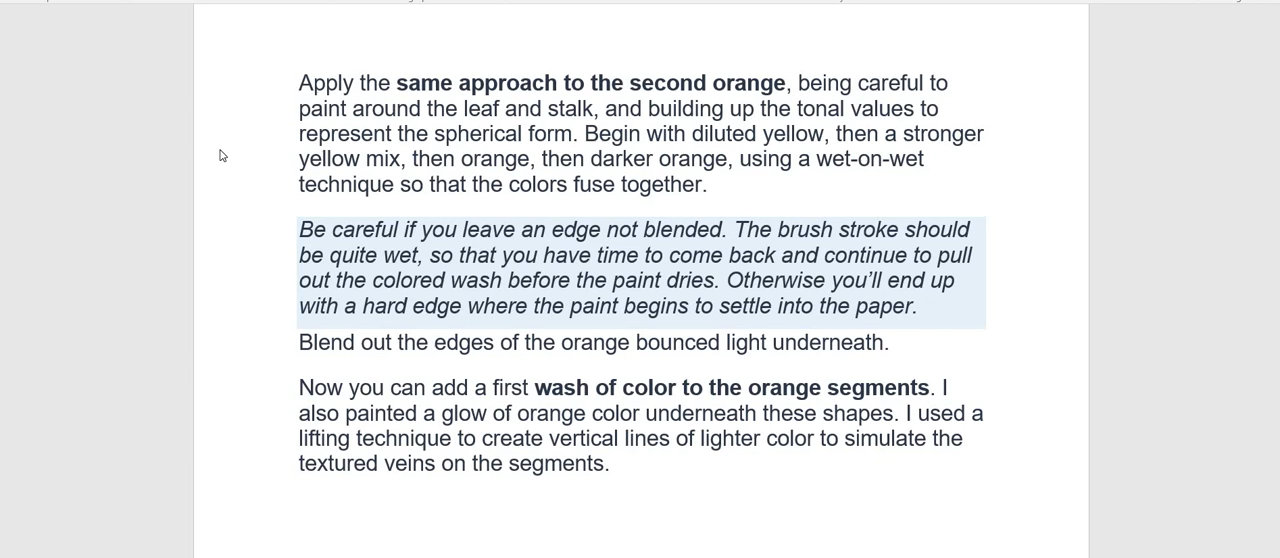 Apply the same approach to the second orange, being careful to
paint around the leaf and stalk, and building up the tonal values to
represent the spherical form. Begin with diluted yellow, then a stronger
yellow mix, then orange, then darker orange, using a wet-on-wet
technique so that the colors fuse together.
Be careful if you leave an edge not blended. The brush stroke should
be quite wet, so that you have time to come back and continue to pull
out the colored wash before the paint dries. Otherwise you’ll end up
with a hard edge where the paint begins to settle into the paper.
Blend out the edges of the orange bounced light underneath.
Now you can add a first wash of color to the orange segments. I
also painted a glow of orange color underneath these shapes. I used a
lifting technique to create vertical lines of lighter color to simulate the
textured veins on the segments.